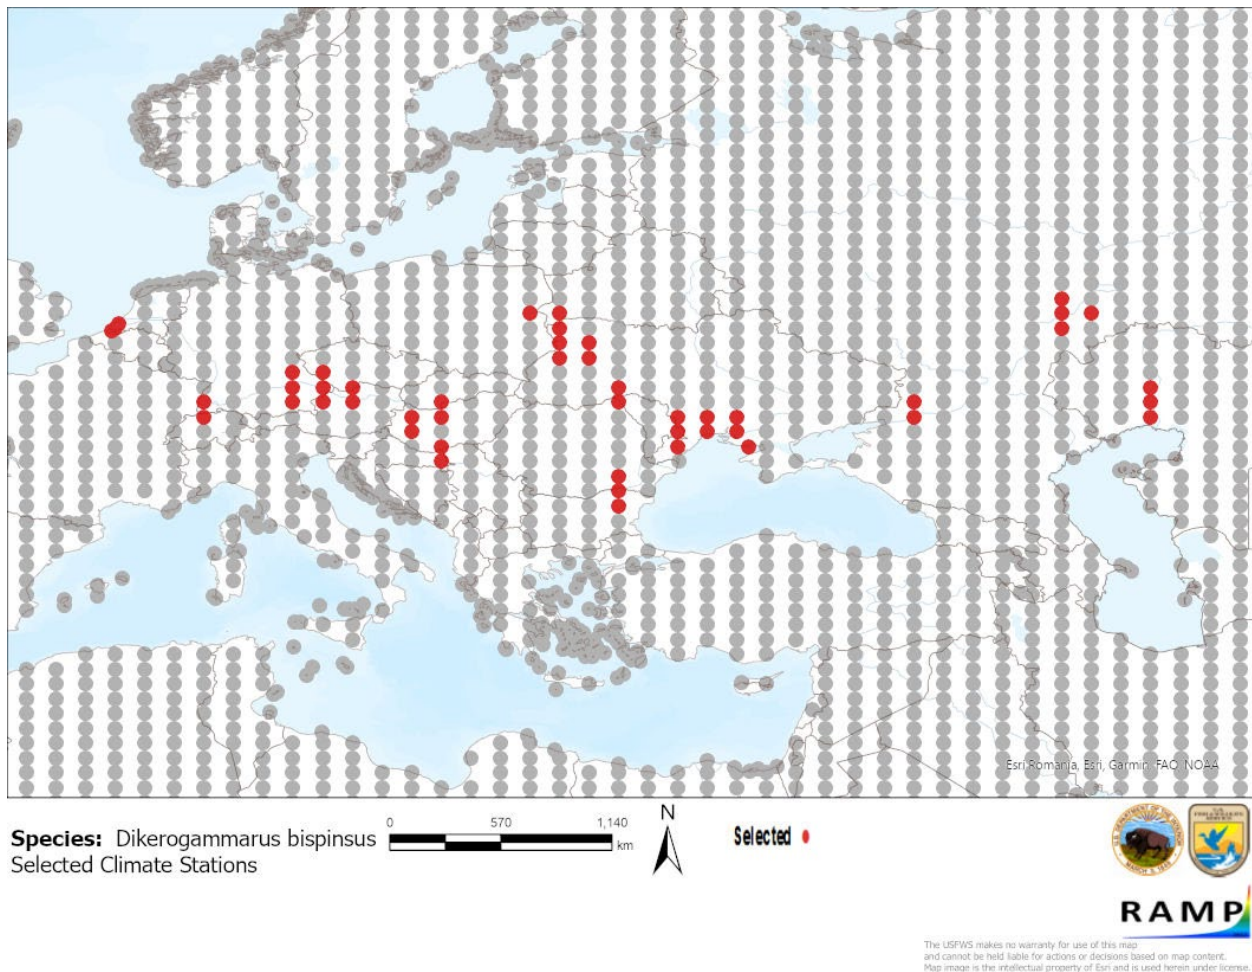 Esri Romania, Esri, Garmin, FAO, NOAA
Species: Dikerogammarus bispinsus
Selected Climate Stations
0 570 1,140
km
N
Selected
RAMP
The USFWS makes no warranty for use of this map
and cannot be held liable for actions or decisions based on map content.
Map image is the intellectual property of Esri and is used herein under license.